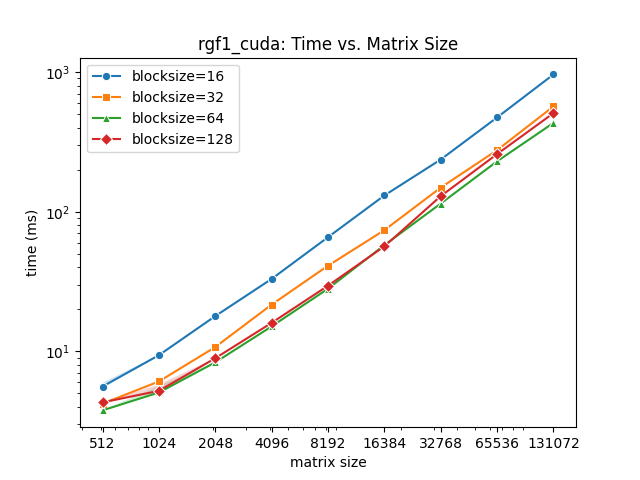 rgf1_cuda: Time vs. Matrix Size
blocksize=16
blocksize=32
blocksize=64
blocksize=128
time (ms)
10³
10²
10¹
512 1024 2048 4096 8192 16384 32768 65536 131072
matrix size